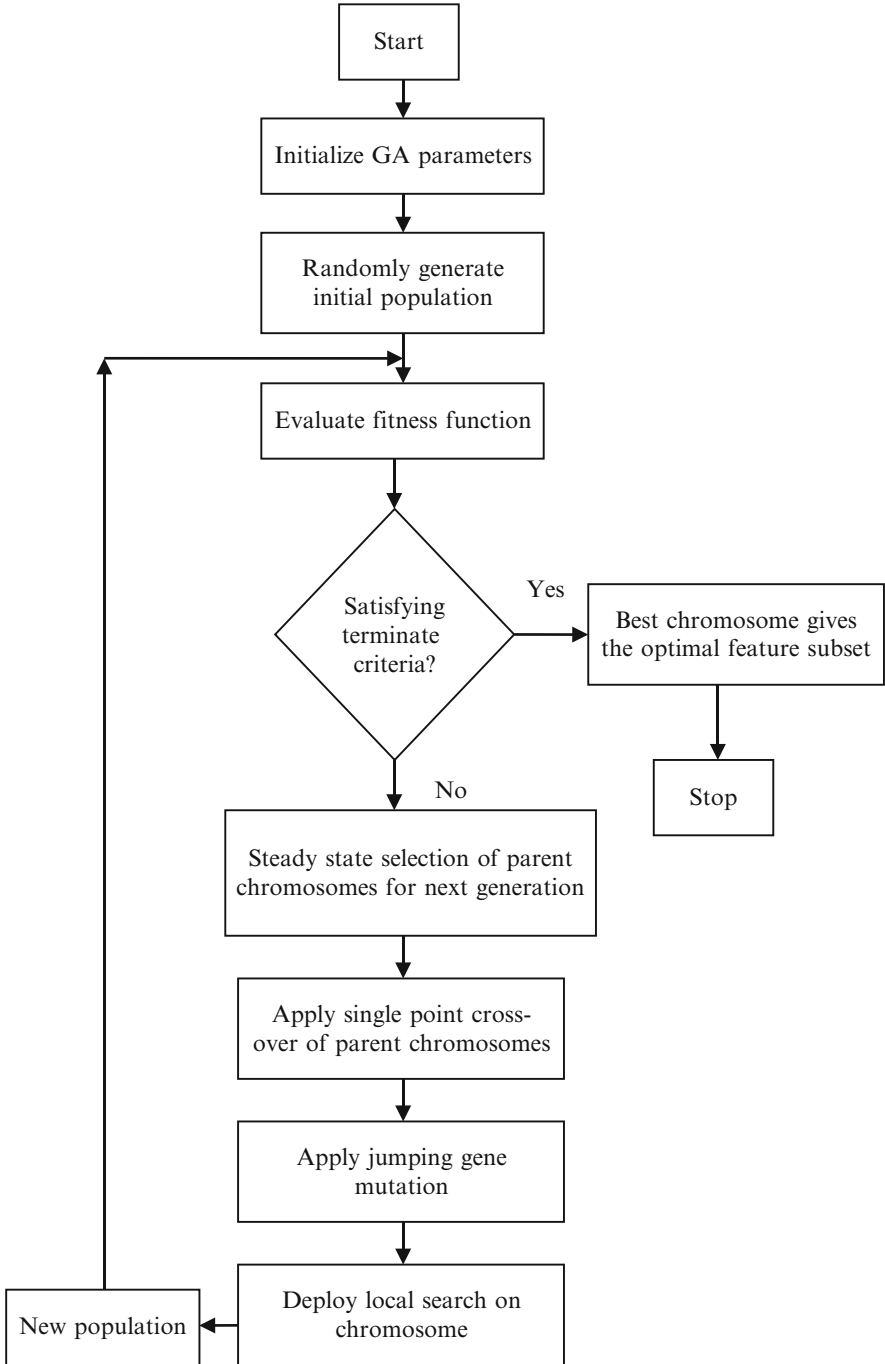 Start
Initialize GA parameters
Randomly generate
initial population
Evaluate fitness function
Satisfying
terminate
criteria?
Yes
Best chromosome gives
the optimal feature subset
Stop
No
Steady state selection of parent
chromosomes for next generation
Apply single point cross-
over of parent chromosomes
Apply jumping gene
mutation
Deploy local search on
chromosome
New population